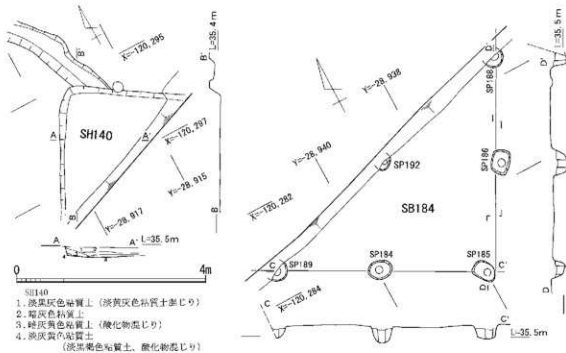 L=35.4m
B'
B'
X=-120,295
A
A'
SH140
X=-120,297
Y=-28,915
Y=-28,917
B
B
A
A'
L=35.5m
0
4m
SH140
1.淡黒灰色粘質土（淡黄灰色粘質土混じり）
2.暗灰色粘質土
3.暗灰黄色粘質土（酸化物混じり）
4.淡灰黄色粘質土
（淡黒褐色粘質土、酸化物混じり）
L=35.5m
D'
D'
SP188
Y=-28,938
Y=-28,940
SP192
SP186
X=-120,282
SB184
C
SP189
SP184
SP185
C'
D
D
X=-120,284
C
C'
L=35.5m